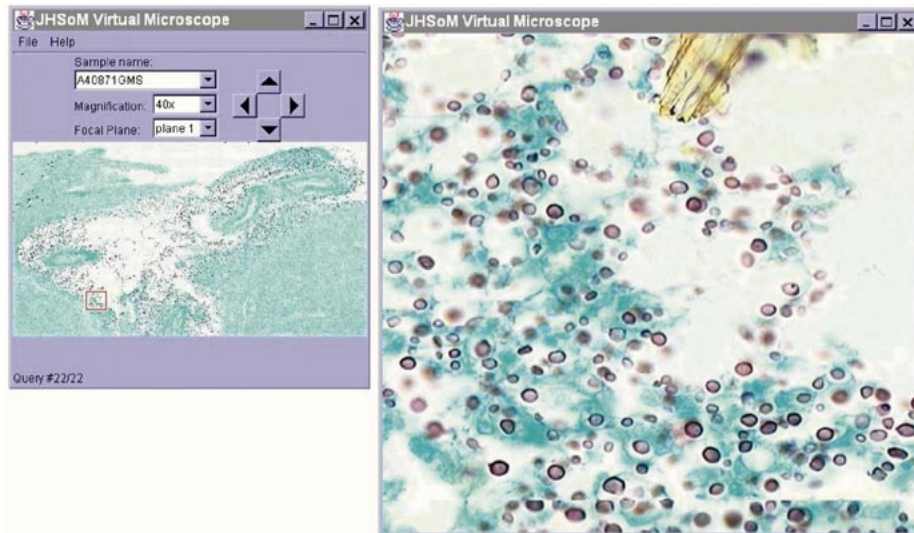 JHSoM Virtual Microscope
File Help
Sample name:
A40871GMS
Magnification: 40x
Focal Plane: plane 1
Query #22/22
JHSoM Virtual Microscope